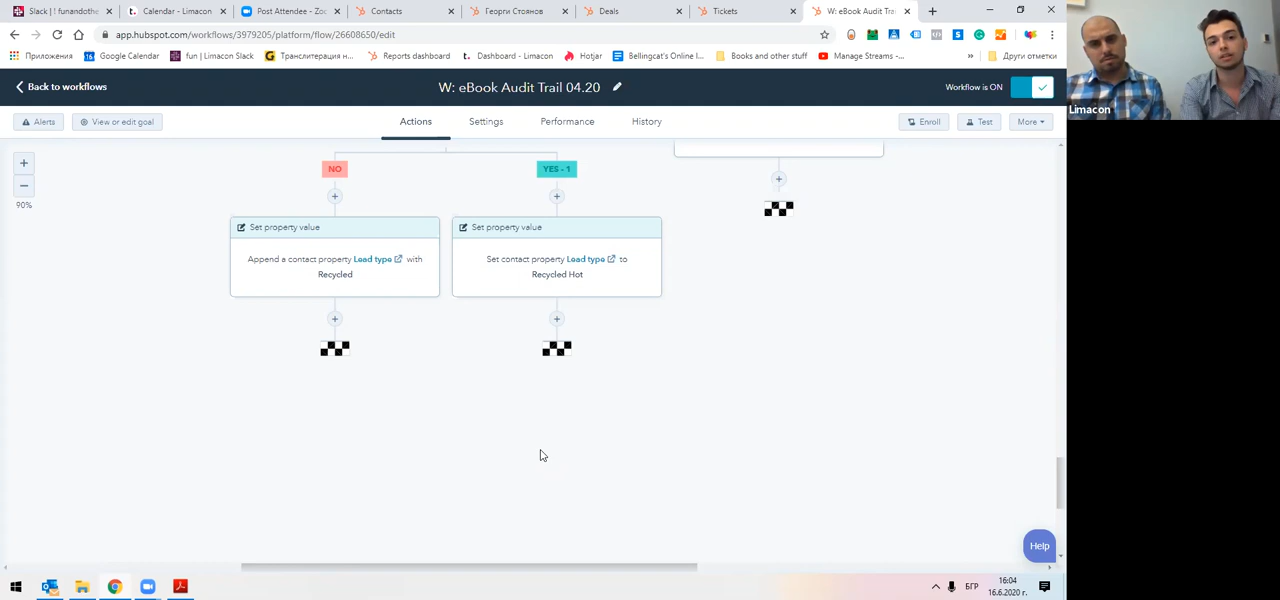 Slack | ! funandothe
Calendar - Limacon
Post Attendee - Zoo
Contacts
Георги Стоянов
Deals
Tickets
W: eBook Audit Trai
app.hubspot.com/workflows/3979205/platform/flow/26608650/edit
Приложения
Google Calendar
fun | Limacon Slack
Транслитерация н...
Reports dashboard
Dashboard - Limacon
Hotjar
Bellingcat's Online I...
Books and other stuff
Manage Streams -...
»
Други отметки
Limacon
Back to workflows
W: eBook Audit Trail 04.20
Workflow is ON
Alerts
View or edit goal
Actions
Settings
Performance
History
Enroll
Test
More
90%
NO
YES - 1
Set property value
Append a contact property Lead type with
Recycled
Set property value
Set contact property Lead type to
Recycled Hot
Help
БГР
16:04
16.6.2020 г.